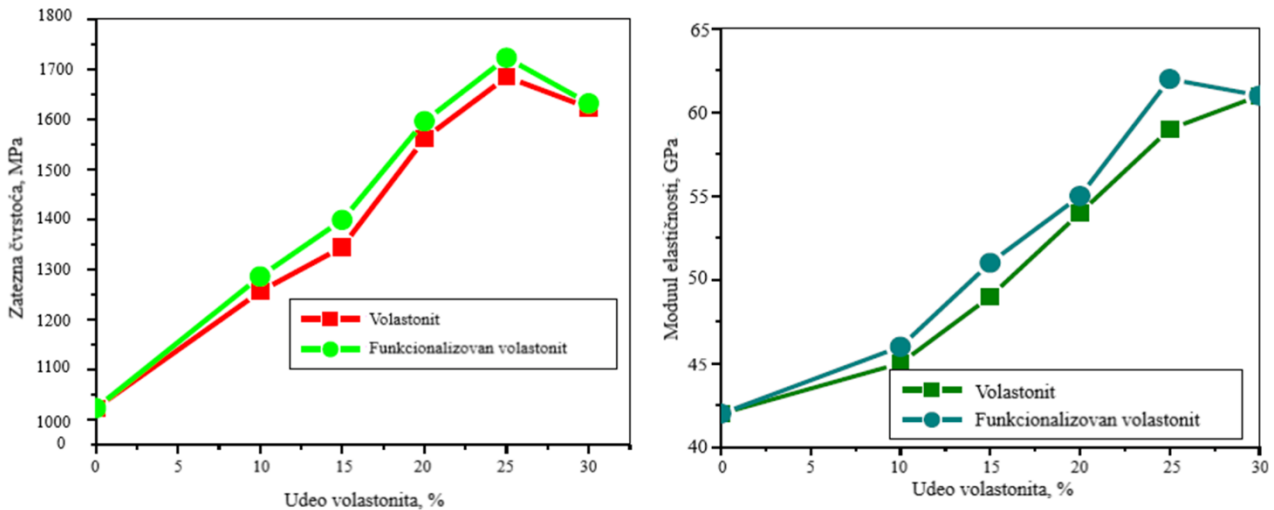 1800
1700
1600
1500
1400
1300
1200
1100
1000
0
Zatezna čvrstoća, MPa
Volastonit
Funkcionalizovan volastonit
0 5 10 15 20 25 30
Udeo volastonita, %
65
60
55
50
45
40
Moduul elastičnosti, GPa
Volastonit
Funkcionalizovan volastonit
0 5 10 15 20 25 30
Udeo volastonita, %